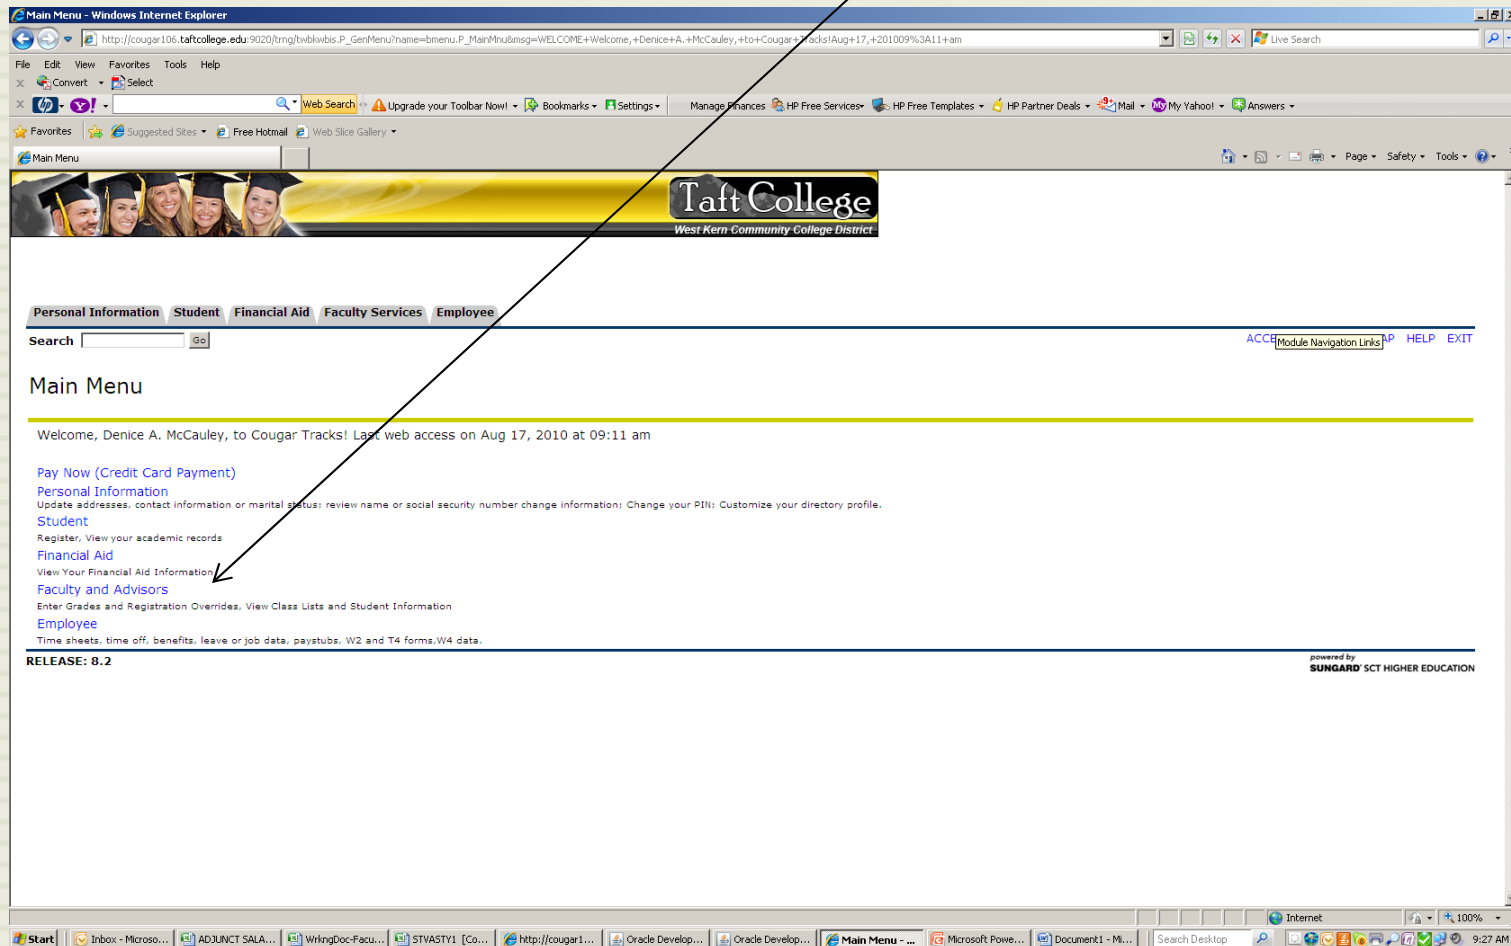 Main Menu - Windows Internet Explorer
http://cougar106.taftcollege.edu:9020/trng/twbkwbis.P_GenMenu?name=bmenu.P_MainMnu&msg=WELCOME+Welcome,+Denice+A.+McCauley,+to+Cougar+Tracks!Aug+17,+201009%3A11+am
Live Search
File Edit View Favorites Tools Help
x Convert Select
x Web Search Upgrade your Toolbar Now! Bookmarks Settings Manage Finances HP Free Services HP Free Templates HP Partner Deals Mail My Yahoo! Answers
Favorites Suggested Sites Free Hotmail Web Slice Gallery
Main Menu
Page Safety Tools
Taft College
West Kern Community College District
Personal Information Student Financial Aid Faculty Services Employee
Search Go
ACCE Module Navigation Links AP HELP EXIT
Main Menu
Welcome, Denice A. McCauley, to Cougar Tracks! Last web access on Aug 17, 2010 at 09:11 am
Pay Now (Credit Card Payment)
Personal Information
Update addresses, contact information or marital status; review name or social security number change information; Change your PIN; Customize your directory profile.
Student
Register, View your academic records
Financial Aid
View Your Financial Aid Information
Faculty and Advisors
Enter Grades and Registration Overrides, View Class Lists and Student Information
Employee
Time sheets, time off, benefits, leave or job data, paystubs, W2 and T4 forms,W4 data.
RELEASE: 8.2
powered by
SUNGARD' SCT HIGHER EDUCATION
Internet 100%
Start Inbox - Microso... ADJUNCT SALA... WrkngDoc-Facu... STVASTY1 [Co... http://cougar1... Oracle Develop... Oracle Develop... Main Menu - ... Microsoft Powe... Document1 - Mi... Search Desktop 9:27 AM